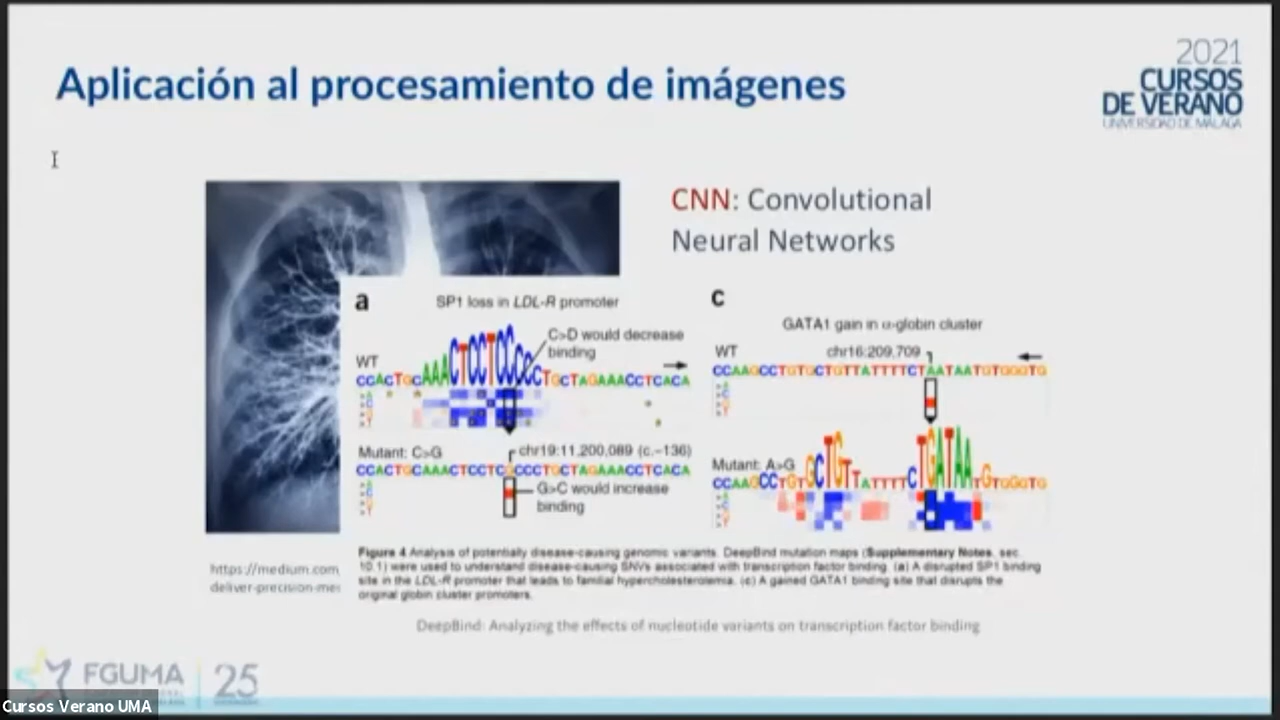 Aplicación al procesamiento de imágenes
2021
CURSOS
DE VERANO
UNIVERSIDAD DE MÁLAGA
CNN: Convolutional
Neural Networks
a
SP1 loss in LDL-R promoter
C>D would decrease
binding
WT
CCACTGCAAACTCCTCCCCCTGCTAGAAACCTCACA
Mutant: C>G
chr19:11,200,089 (c.–136)
CCACTGCAAACTCCTCGCCCTGCTAGAAACCTCACA
G>C would increase
binding
c
GATA1 gain in α-globin cluster
WT
chr16:209,709
CCAAGCCTGTGCTGTTATTTTCTAATAATGTGGGTG
Mutant: A>G
CCAAGCCTGTGCTGTTATTTTCTGATAATGTGGGTG
Figure 4 Analysis of potentially disease-causing genomic variants. DeepBind mutation maps (Supplementary Notes, sec.
10.1) were used to understand disease-causing SNVs associated with transcription factor binding. (a) A disrupted SP1 binding
site in the LDL-R promoter that leads to familial hypercholesterolemia. (c) A gained GATA1 binding site that disrupts the
original globin cluster promoters.
https://medium.com
deliver-precision-me
DeepBind: Analyzing the effects of nucleotide variants on transcription factor binding
FGUMA
25
Cursos Verano UMA